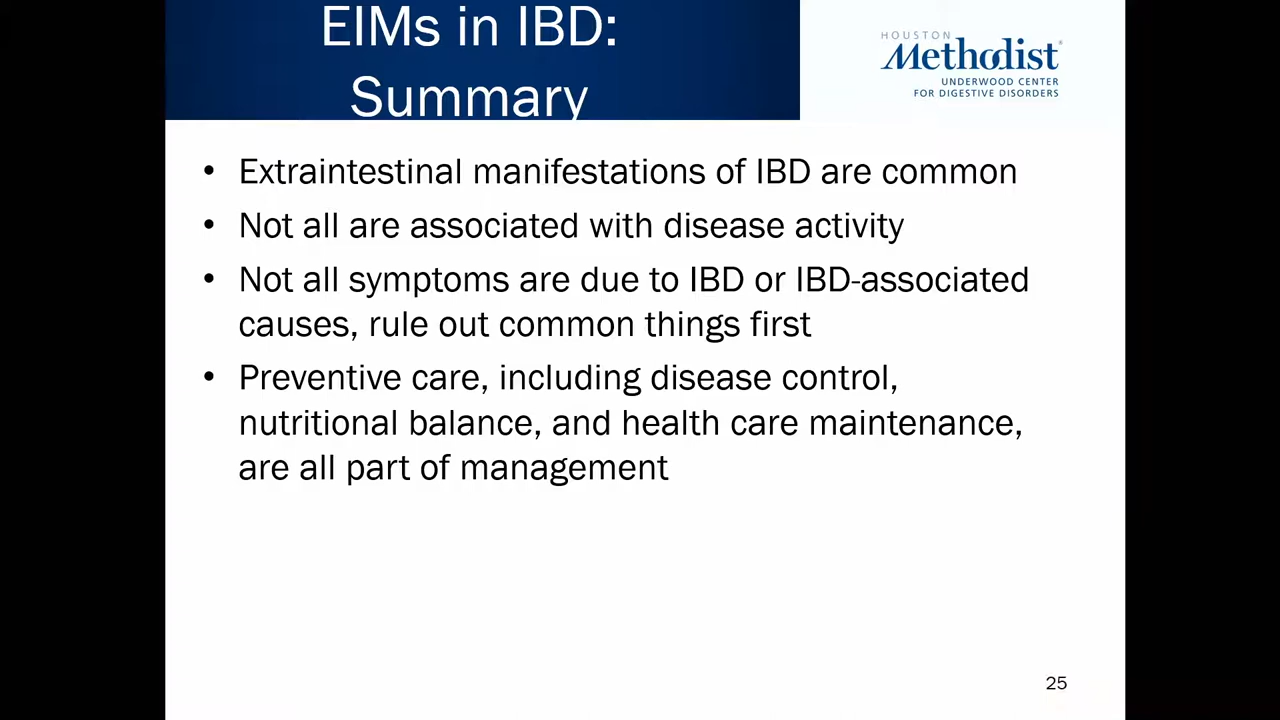 EIMs in IBD:
Summary
HOUSTON
Methodist®
UNDERWOOD CENTER
FOR DIGESTIVE DISORDERS
• Extraintestinal manifestations of IBD are common
• Not all are associated with disease activity
• Not all symptoms are due to IBD or IBD-associated
causes, rule out common things first
• Preventive care, including disease control,
nutritional balance, and health care maintenance,
are all part of management
25